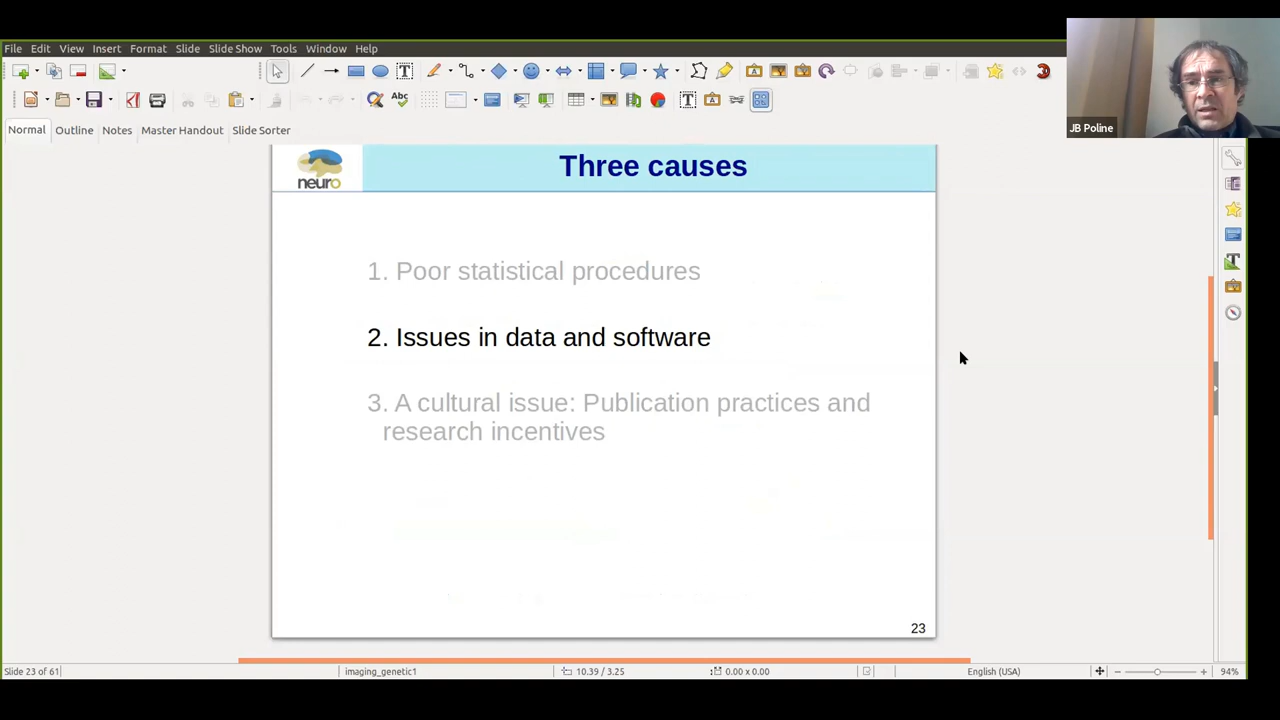 File Edit View Insert Format Slide Slide Show Tools Window Help
Abc
Normal Outline Notes Master Handout Slide Sorter
JB Poline
neuro
Three causes
1. Poor statistical procedures
2. Issues in data and software
3. A cultural issue: Publication practices and
research incentives
23
Slide 23 of 61
imaging_genetic1
10.39 / 3.25
0.00 x 0.00
English (USA)
94%